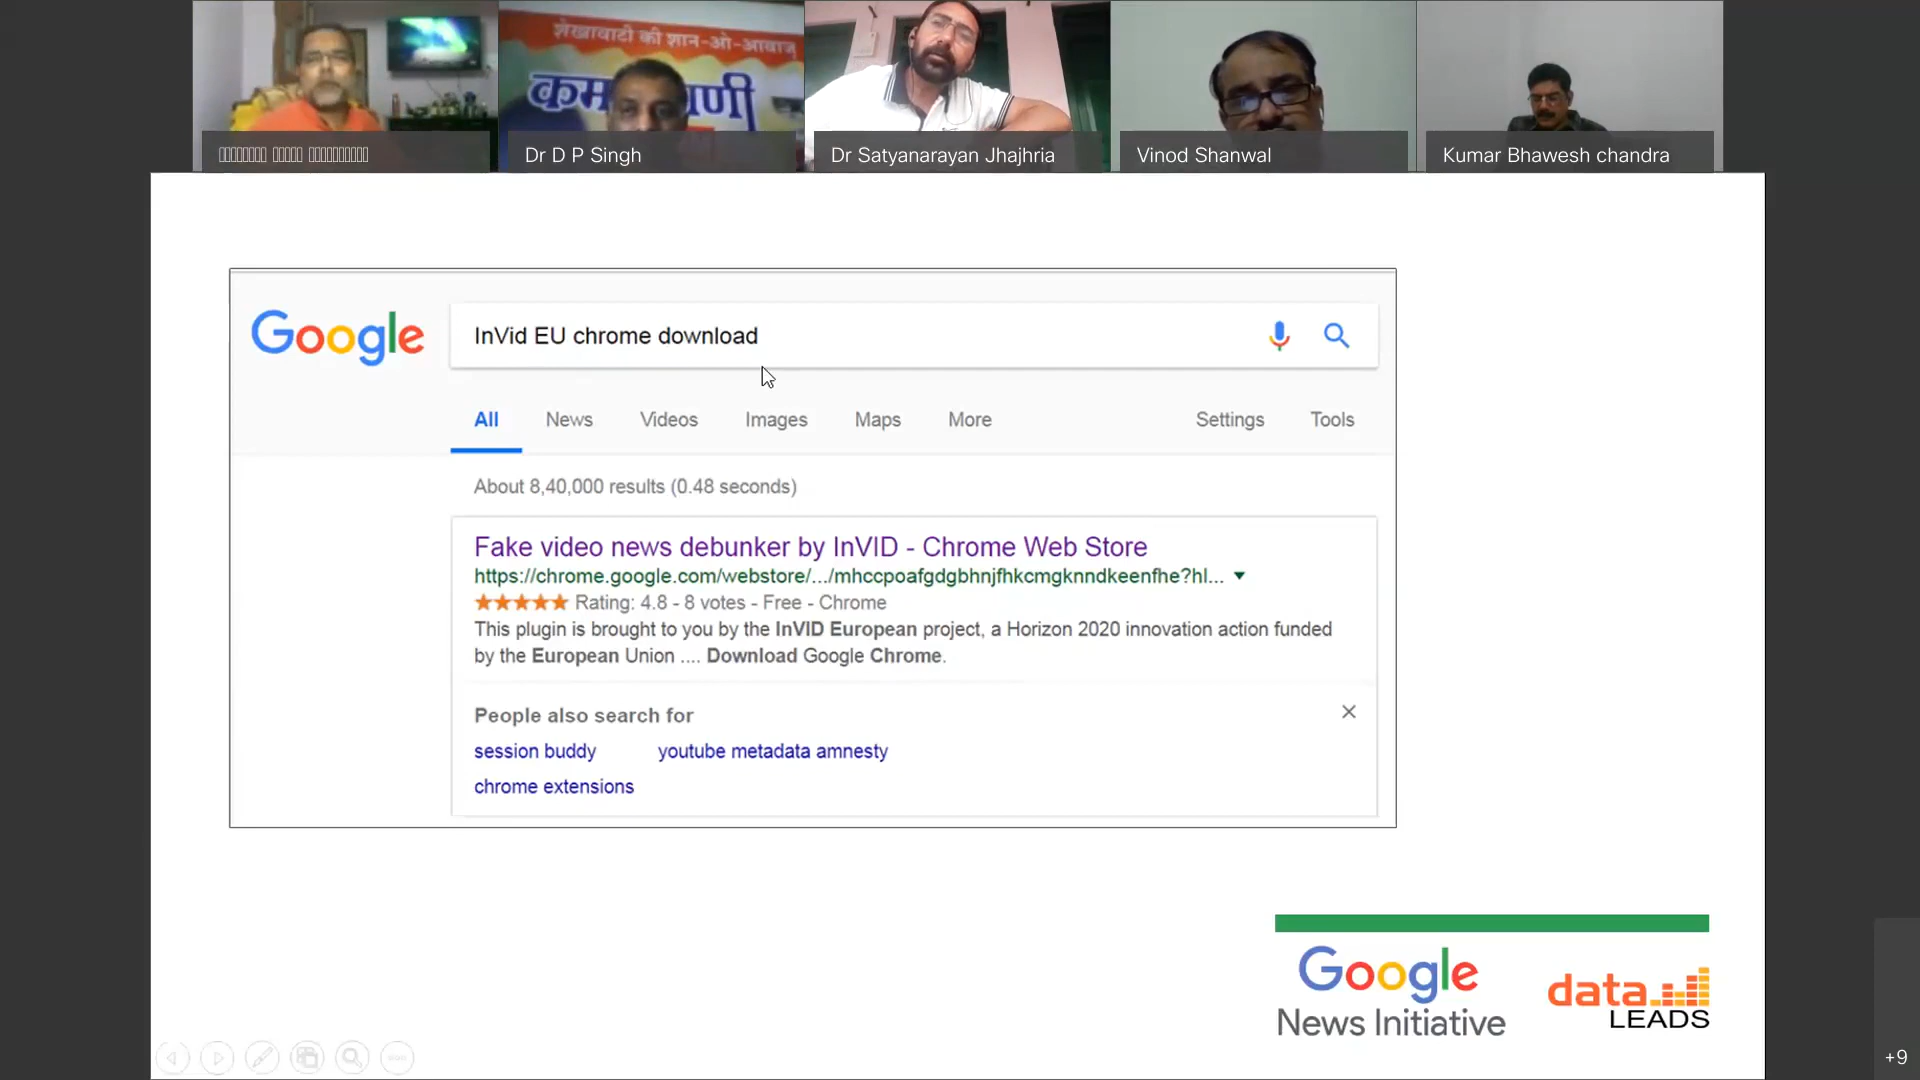 शेखावाटी की शान-ओ-आवाज़
Dr D P Singh
Dr Satyanarayan Jhajhria
Vinod Shanwal
Kumar Bhawesh chandra
Google
InVid EU chrome download
All News Videos Images Maps More Settings Tools
About 8,40,000 results (0.48 seconds)
Fake video news debunker by InVID - Chrome Web Store
https://chrome.google.com/webstore/.../mhccpoafgdgbhnjfhkcmgknndkeenfhe?hl...
Rating: 4.8 - 8 votes - Free - Chrome
This plugin is brought to you by the InVID European project, a Horizon 2020 innovation action funded
by the European Union .... Download Google Chrome.
People also search for
session buddy youtube metadata amnesty
chrome extensions
Google
News Initiative
data
LEADS
+9